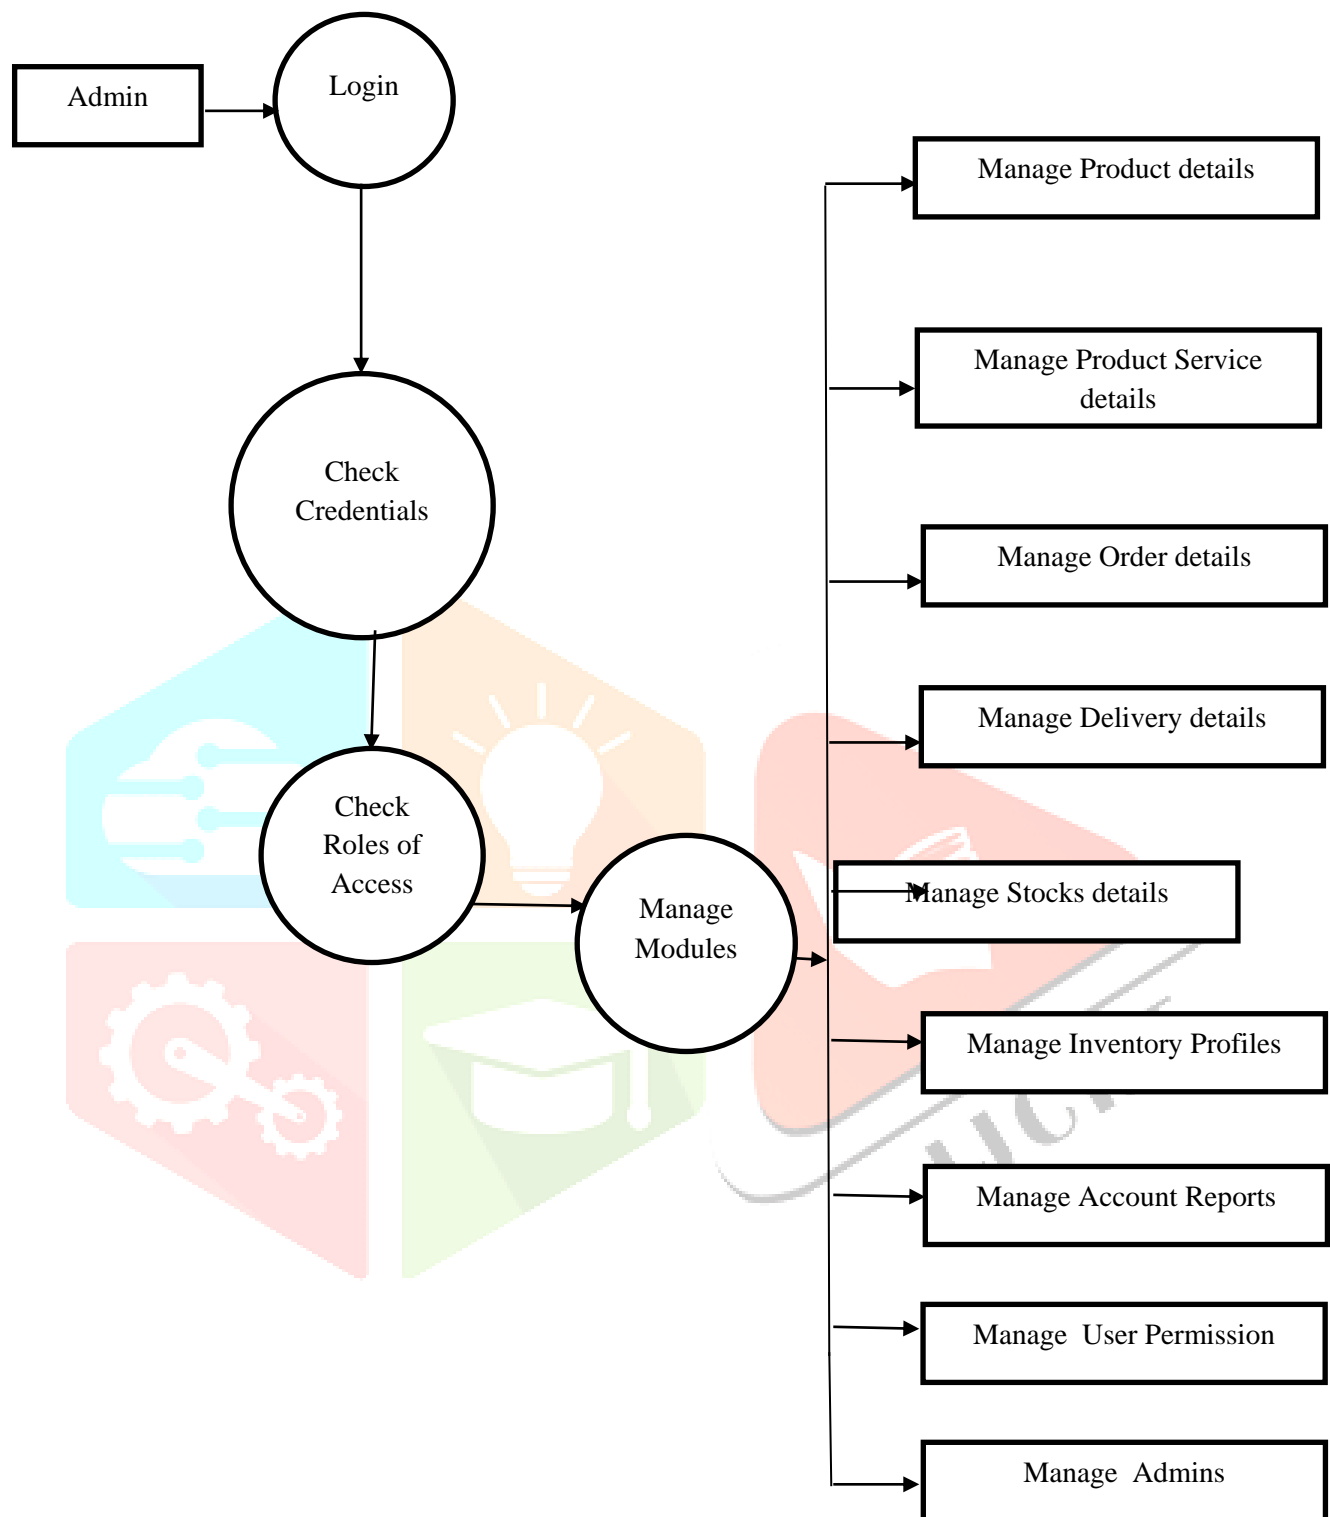 Admin
Login
Check
Credentials
Check
Roles of
Access
Manage
Modules
Manage Product details
Manage Product Service
details
Manage Order details
Manage Delivery details
Manage Stocks details
Manage Inventory Profiles
Manage Account Reports
Manage  User Permission
Manage  Admins